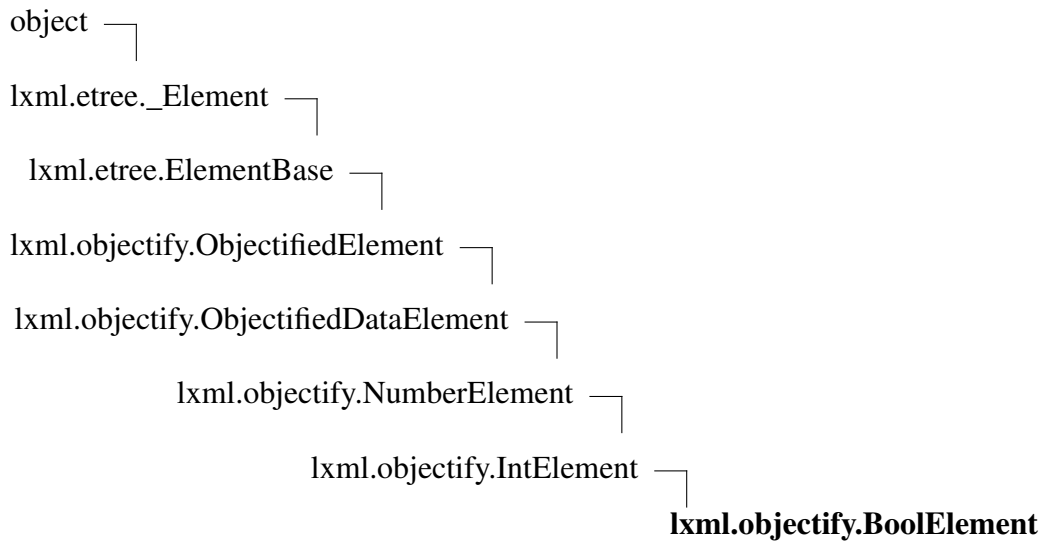 object
lxml.etree._Element
lxml.etree.ElementBase
lxml.objectify.ObjectifiedElement
lxml.objectify.ObjectifiedDataElement
lxml.objectify.NumberElement
lxml.objectify.IntElement
lxml.objectify.BoolElement